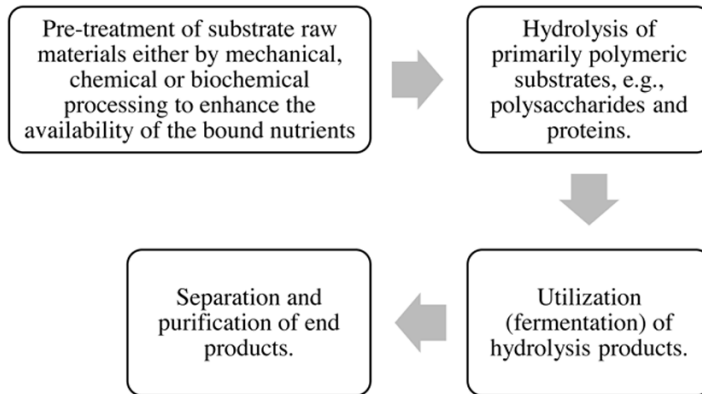 Pre-treatment of substrate raw
materials either by mechanical,
chemical or biochemical
processing to enhance the
availability of the bound nutrients
Hydrolysis of
primarily polymeric
substrates, e.g.,
polysaccharides and
proteins.
Utilization
(fermentation) of
hydrolysis products.
Separation and
purification of end
products.